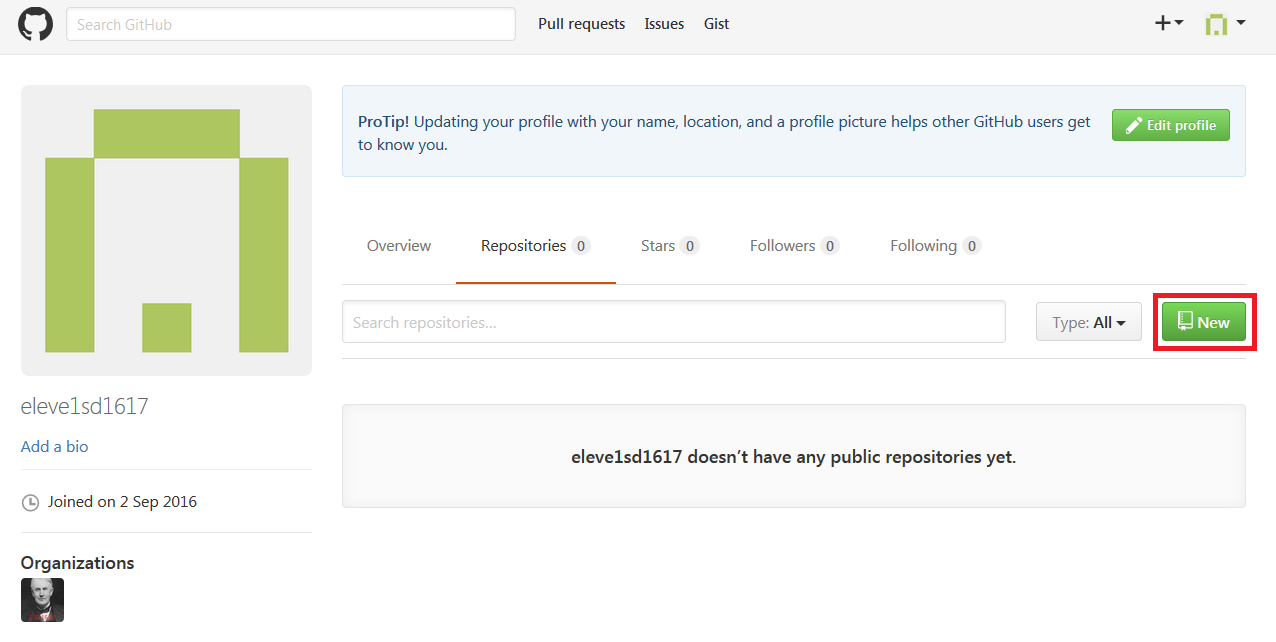 Search GitHub
Pull requests
Issues
Gist
ProTip! Updating your profile with your name, location, and a profile picture helps other GitHub users get
to know you.
Edit profile
Overview
Repositories 0
Stars 0
Followers 0
Following 0
Search repositories...
Type: All
New
eleve1sd1617
Add a bio
Joined on 2 Sep 2016
Organizations
eleve1sd1617 doesn’t have any public repositories yet.